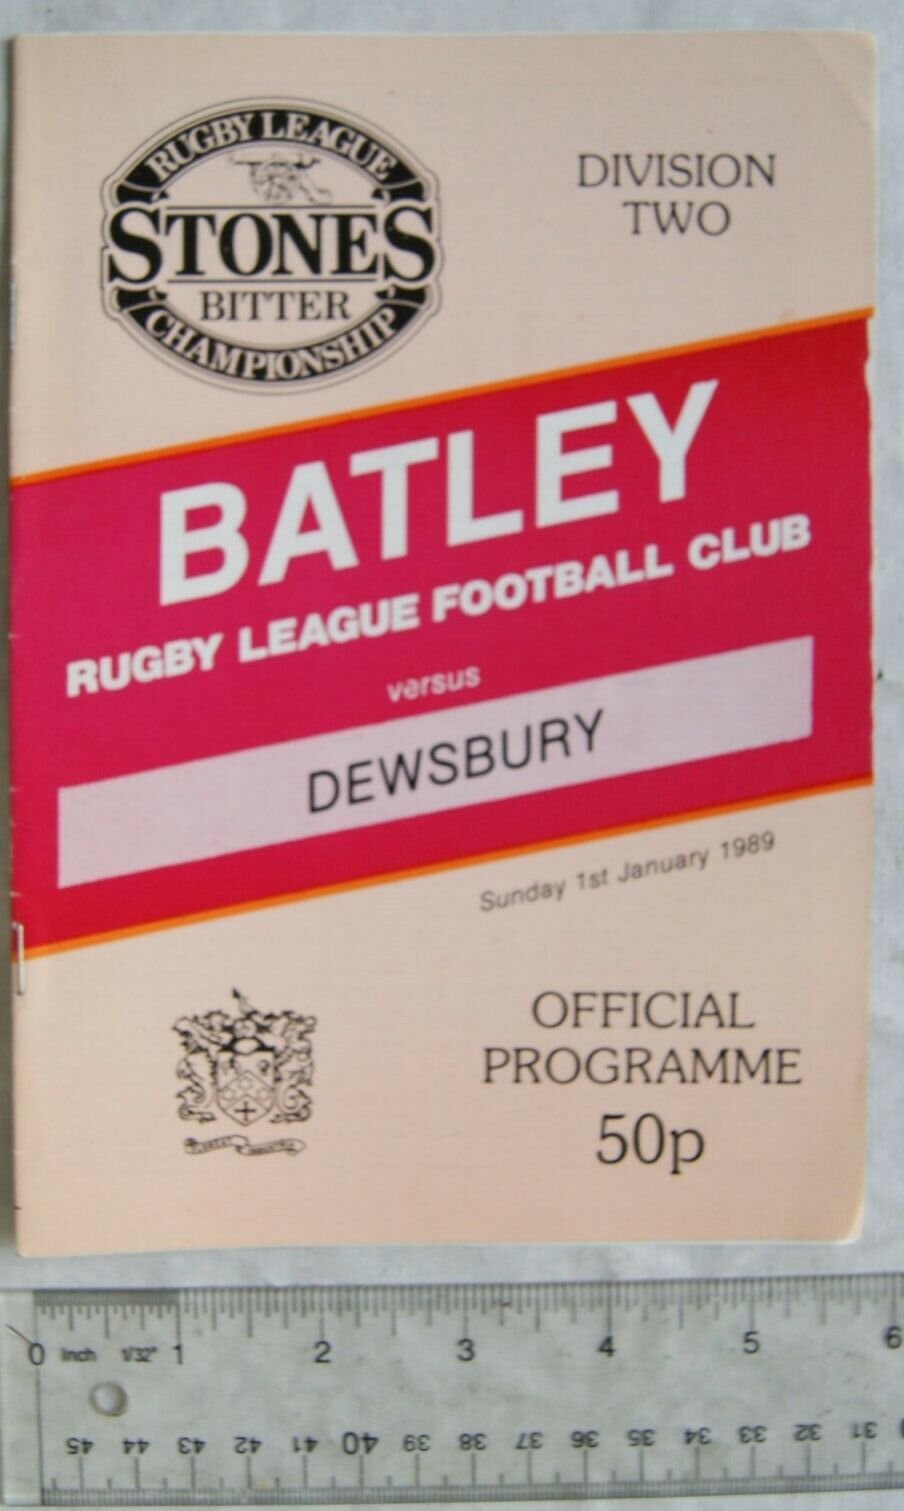 RUGBY LEAGUE
STONES
BITTER
CHAMPIONSHIP
DIVISION
TWO
BATLEY
RUGBY LEAGUE FOOTBALL CLUB
versus
DEWSBURY
Sunday 1st January 1989
OFFICIAL
PROGRAMME
50p
0 Inch 1/32" 1 2 3 4 5 6
45 44 43 42 41 40 39 38 37 36 35 34 33 32 31